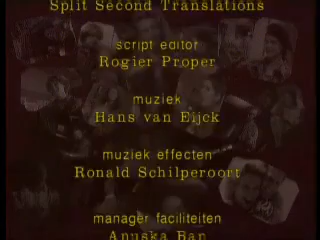 Split Second Translations
script editor
Rogier Proper
muziek
Hans van Eijck
muziek effecten
Ronald Schilperoort
manager faciliteiten
Anuska Ban